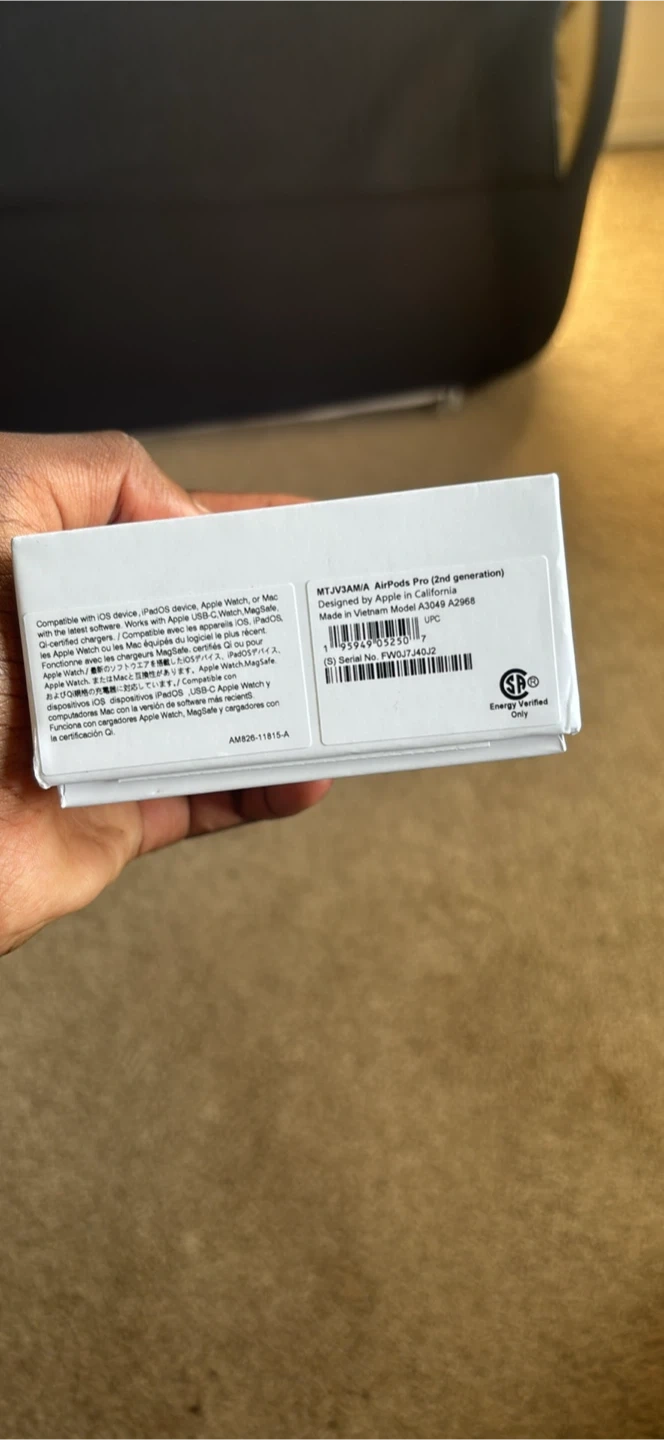 Compatible with iOS device, iPadOS device, Apple Watch, or Mac
with the latest software. Works with Apple USB-C,Watch,MagSafe,
Qi-certified chargers. / Compatible avec les appareils iOS, iPadOS,
les Apple Watch ou les Mac équipés du logiciel le plus récent.
Fonctionne avec les chargeurs MagSafe, certifiés Qi ou pour
Apple Watch / 最新のソフトウエアを搭載したiOSデバイス、iPadOSデバイス、
Apple Watch、またはMacと互換性があります。Apple Watch,MagSafe.
およびQi規格の充電器に対応しています。/ Compatible con
dispositivos iOS dispositivos iPadOS ,USB-C Apple Watch y
computadoras Mac con la versión de software más recientS.
Funciona con cargadores Apple Watch, MagSafe y cargadores con
la certificación Qi.
AM826-11815-A
MTJV3AM/A AirPods Pro (2nd generation)
Designed by Apple in California
Made in Vietnam Model A3049 A2968
UPC
1 95949 05250 7
(S) Serial No. FW0J7J40J2
SA®
Energy Verified
Only